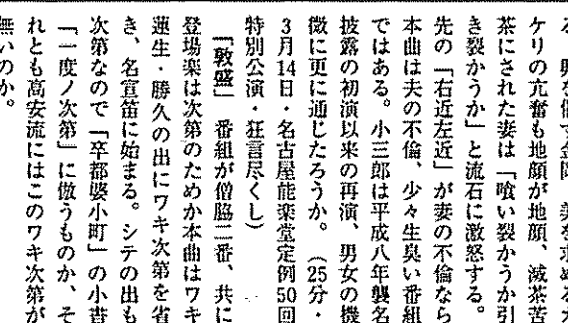 ケリの亢奮も地顔が地顔、滅茶苦
茶にされた妻は「喰い裂かうか引
き裂かうか」と流石に激怒する。
先の「右近左近」が妻の不倫なら
本曲は夫の不倫、少々生臭い番組
ではある。小三郎は平成八年襲名
披露の初演以来の再演、男女の機
微に更に通じたろうか。（25分・
3月14日・名古屋能楽堂定例50回
特別公演・狂言尽くし）
「敦盛」 番組が僧脇二番、共に
登場楽は次第のためか本曲はワキ
蓮生・勝久の出にワキ次第を省
き、名宣笛に始まる。シテの出も
次第なので「卒都婆小町」の小書
「一度ノ次第」に倣うものか、そ
れとも高安流にはこのワキ次第が
無いのか。